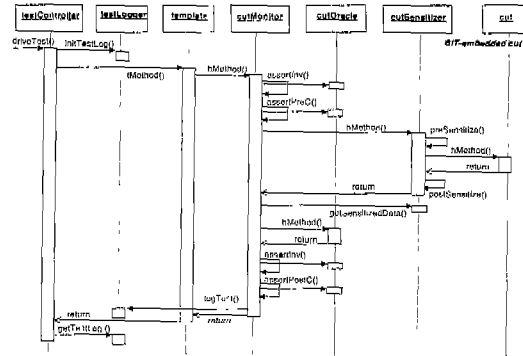 testController testLogger template cutMonitor cutOracle cutSensitizer cut
BIT-embedded cut
driveTest()
initTestLog()
tMethod()
hMethod()
assertInv()
assertPreC()
hMethod()
preSensitize()
hMethod()
return
postSensitize()
return
getSensitizedData()
hMethod()
return
assertInv()
assertPostC()
logTest()
return
return
getTestLog()